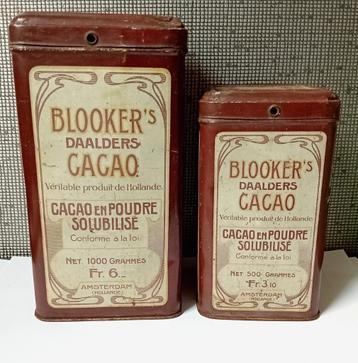 BLOOKER'S
DAALDERS
CACAO
Véritable produit de Hollande.
CACAO EN POUDRE
SOLUBILISÉ
Conforme a la loi
NET 1000 GRAMMES
Fr. 6._
AMSTERDAM
(HOLLANDE)
BLOOKER'S
DAALDERS
CACAO
Véritable produit de Hollande.
CACAO EN POUDRE
SOLUBILISÉ
Conforme a la loi
NET 500 GRAMMES
Fr. 3.10
AMSTERDAM
(HOLLANDE)